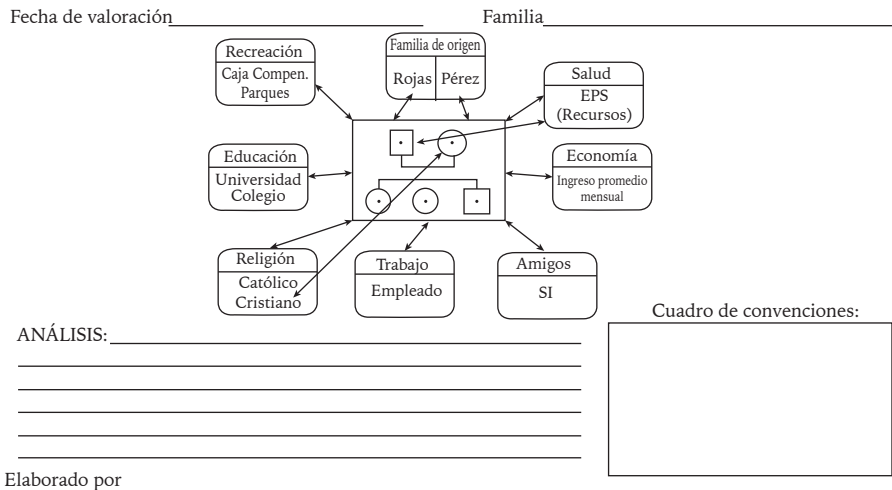 Fecha de valoración
Familia
Recreación
Caja Compen.
Parques
Familia de origen
Rojas
Pérez
Salud
EPS
(Recursos)
Educación
Universidad
Colegio
Economía
Ingreso promedio
mensual
Religión
Católico
Cristiano
Trabajo
Empleado
Amigos
SI
Cuadro de convenciones:
ANÁLISIS:
Elaborado por